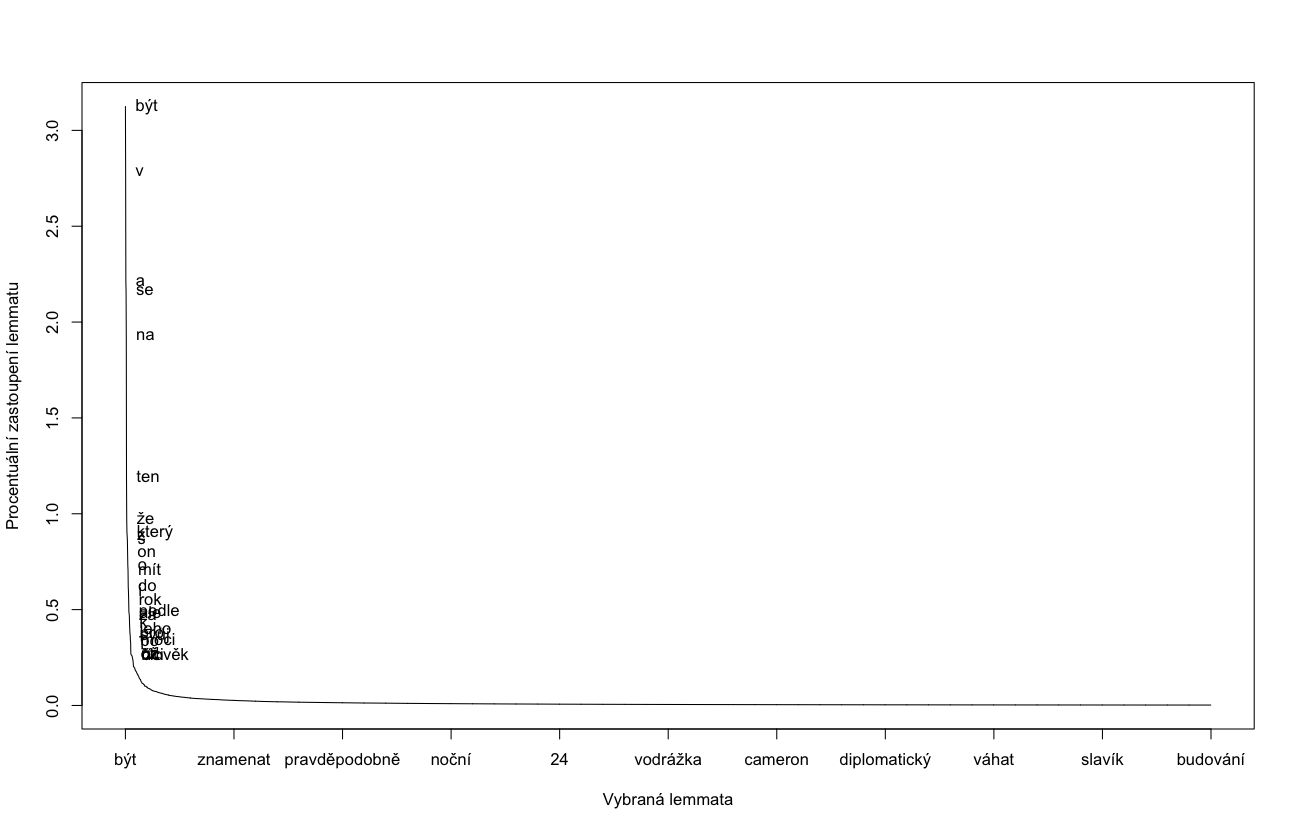 být
v
a
se
na
ten
že
který
s
on
o
mít
do
rok
podle
za
moci
člověk
3.0
2.5
2.0
1.5
1.0
0.5
0.0
Procentuální zastoupení lemmatu
být znamenat pravděpodobně noční 24 vodrážka cameron diplomatický váhat slavík budování
Vybraná lemmata